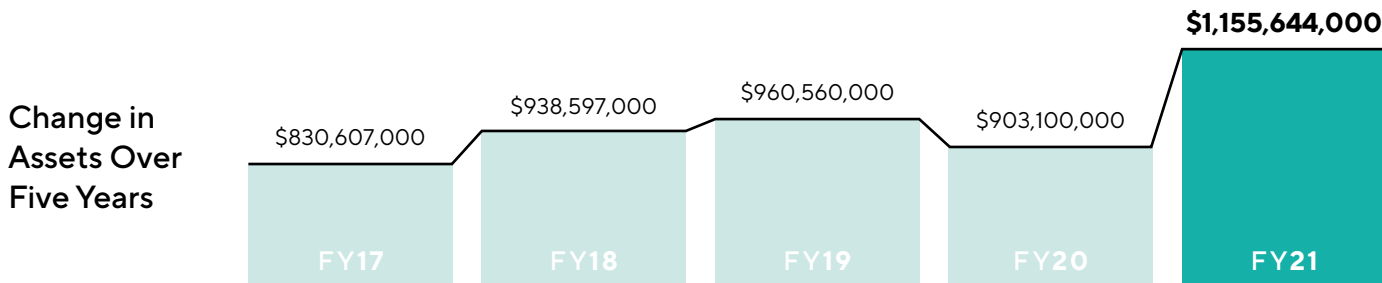 Change in
Assets Over
Five Years
$830,607,000
$938,597,000
$960,560,000
$903,100,000
$1,155,644,000
FY17
FY18
FY19
FY20
FY21